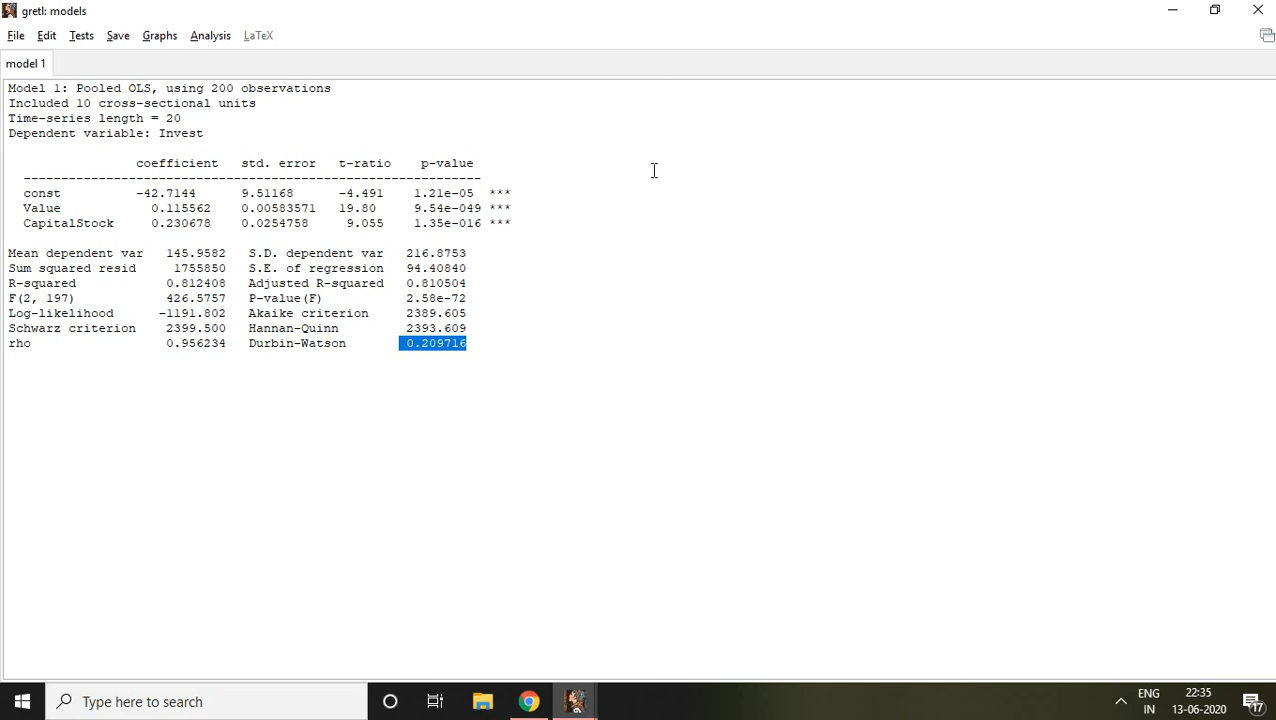 gretl: models
File Edit Tests Save Graphs Analysis LaTeX
model 1
Model 1: Pooled OLS, using 200 observations
Included 10 cross-sectional units
Time-series length = 20
Dependent variable: Invest
coefficient std. error t-ratio p-value
-------------------------------------------------------------
const -42.7144 9.51168 -4.491 1.21e-05 ***
Value 0.115562 0.00583571 19.80 9.54e-049 ***
CapitalStock 0.230678 0.0254758 9.055 1.35e-016 ***
Mean dependent var 145.9582 S.D. dependent var 216.8753
Sum squared resid 1755850 S.E. of regression 94.40840
R-squared 0.812408 Adjusted R-squared 0.810504
F(2, 197) 426.5757 P-value(F) 2.58e-72
Log-likelihood -1191.802 Akaike criterion 2389.605
Schwarz criterion 2399.500 Hannan-Quinn 2393.609
rho 0.956234 Durbin-Watson 0.209716
Type here to search
ENG
IN
22:35
13-06-2020
17